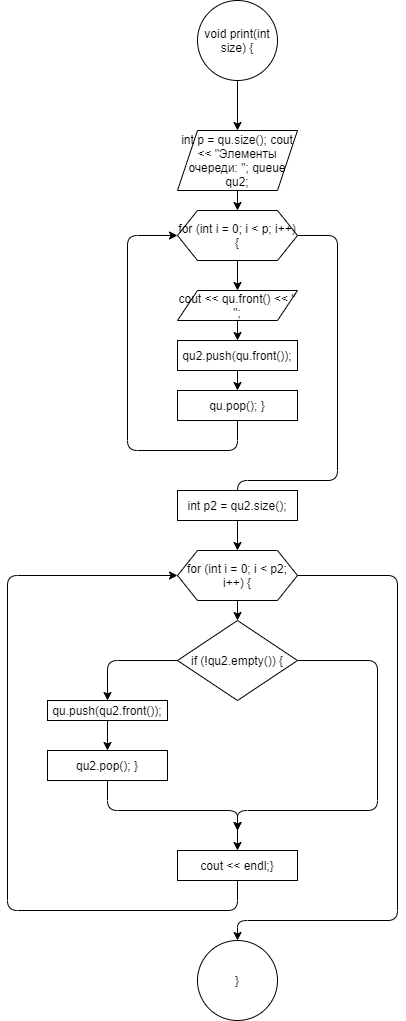 void print(int
size) {
int p = qu.size(); cout
<< "Элементы
очереди: "; queue
qu2;
for (int i = 0; i < p; i++)
{
cout << qu.front() << "
";
qu2.push(qu.front());
qu.pop(); }
int p2 = qu2.size();
for (int i = 0; i < p2;
i++) {
if (!qu2.empty()) {
qu.push(qu2.front());
qu2.pop(); }
cout << endl;}
}